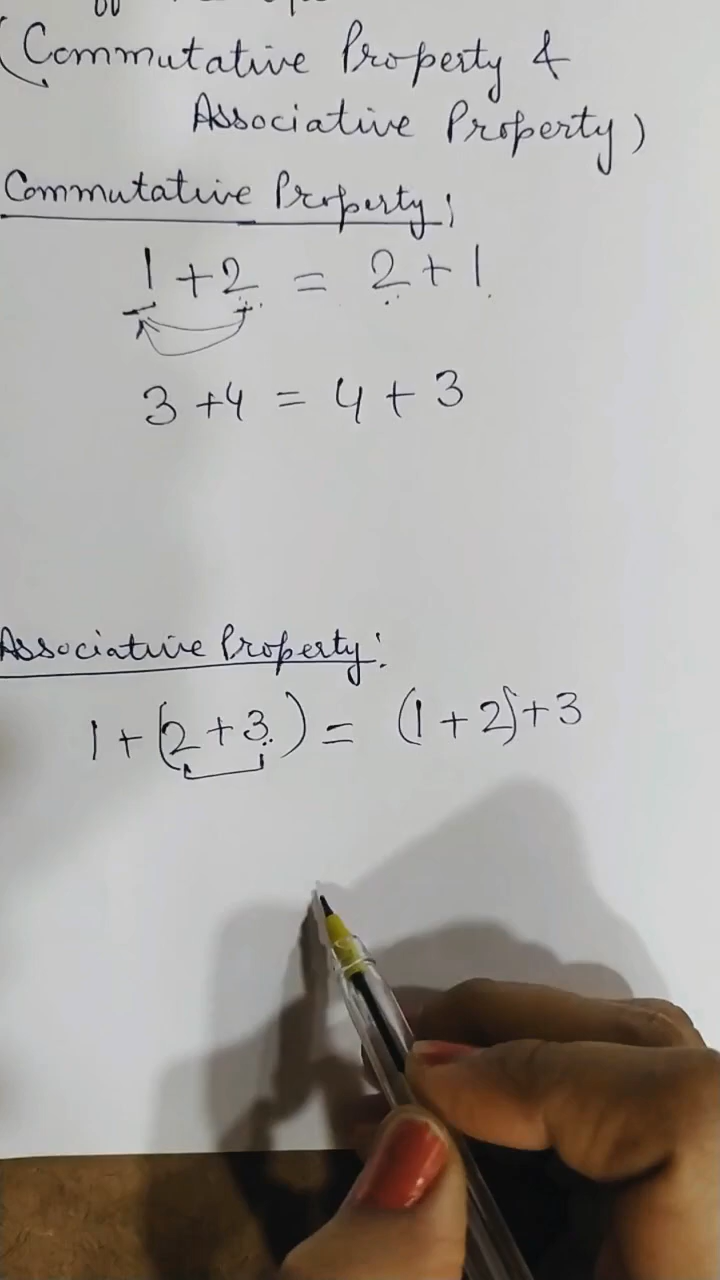 (Commutative Property &
Associative Property)
Commutative Property:
1 + 2 = 2 + 1
3 + 4 = 4 + 3
Associative Property:
1 + (2 + 3) = (1 + 2) + 3